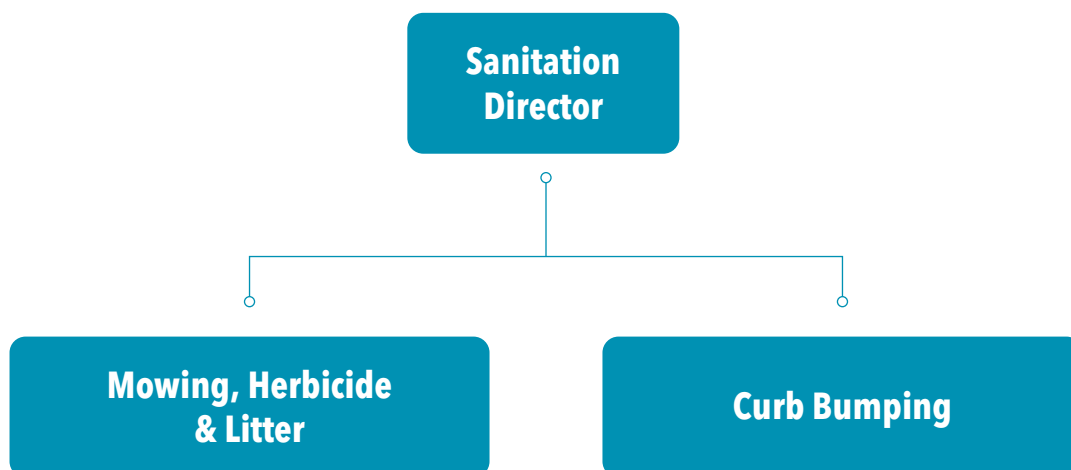 Sanitation
Director
Mowing, Herbicide
& Litter
Curb Bumping